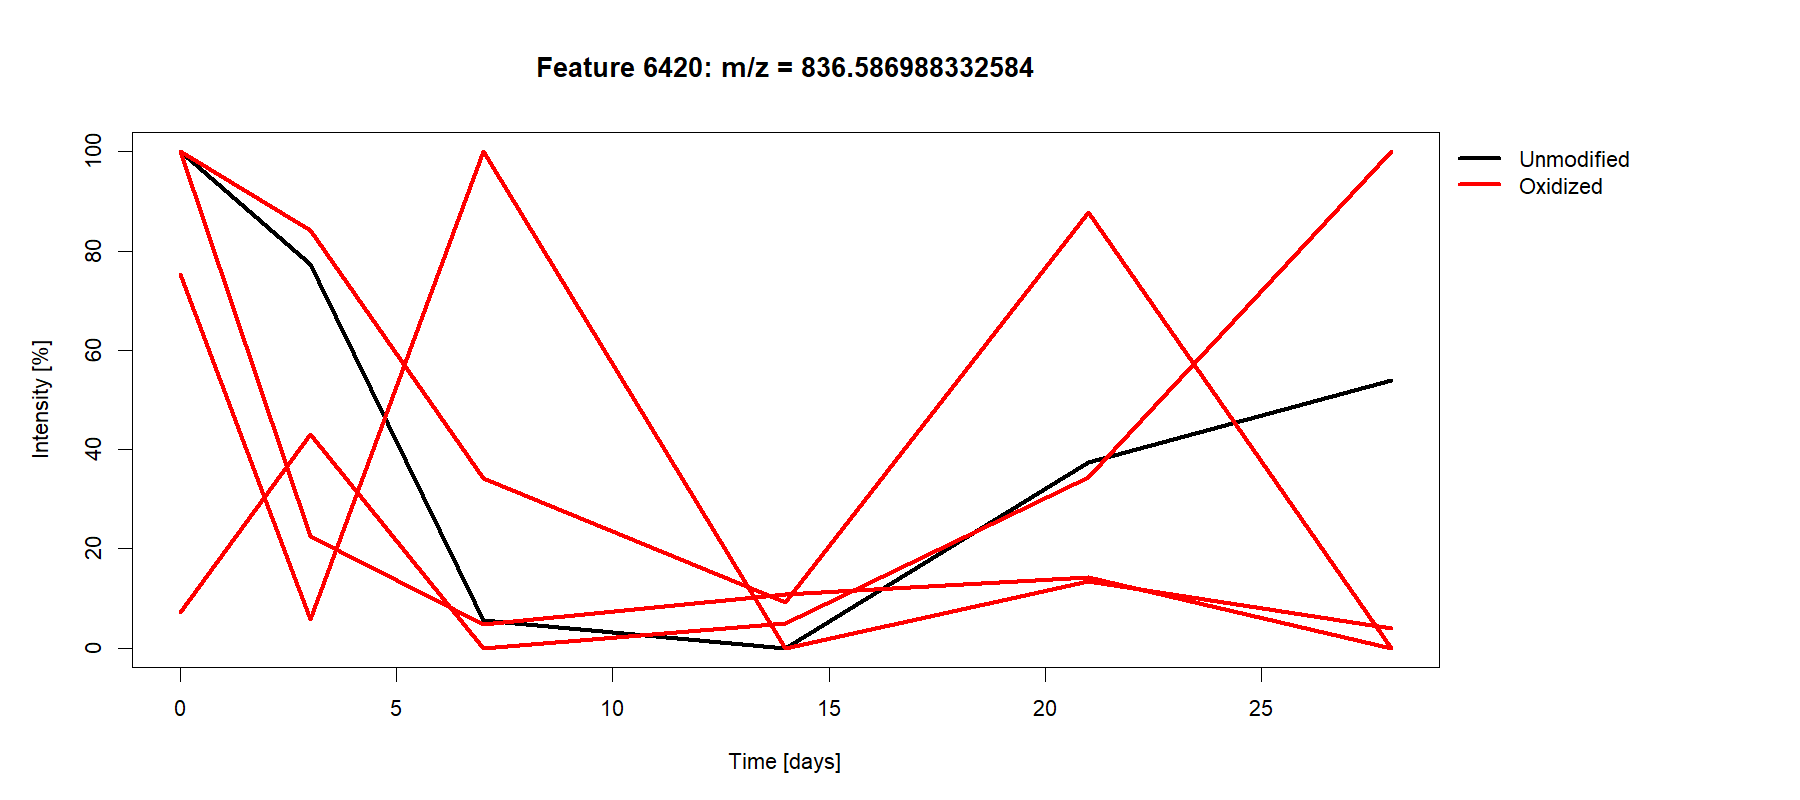 Feature 6420: m/z = 836.586988332584
Unmodified
Oxidized
100
80
60
40
20
0
Intensity [%]
0 5 10 15 20 25
Time [days]